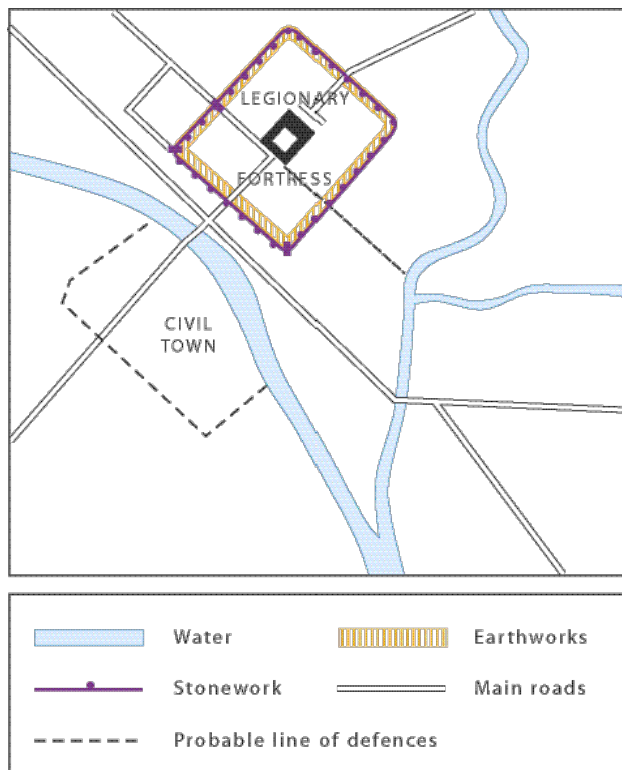 LEGIONARY
FORTRESS
CIVIL
TOWN
Water
Earthworks
Stonework
Main roads
Probable line of defences